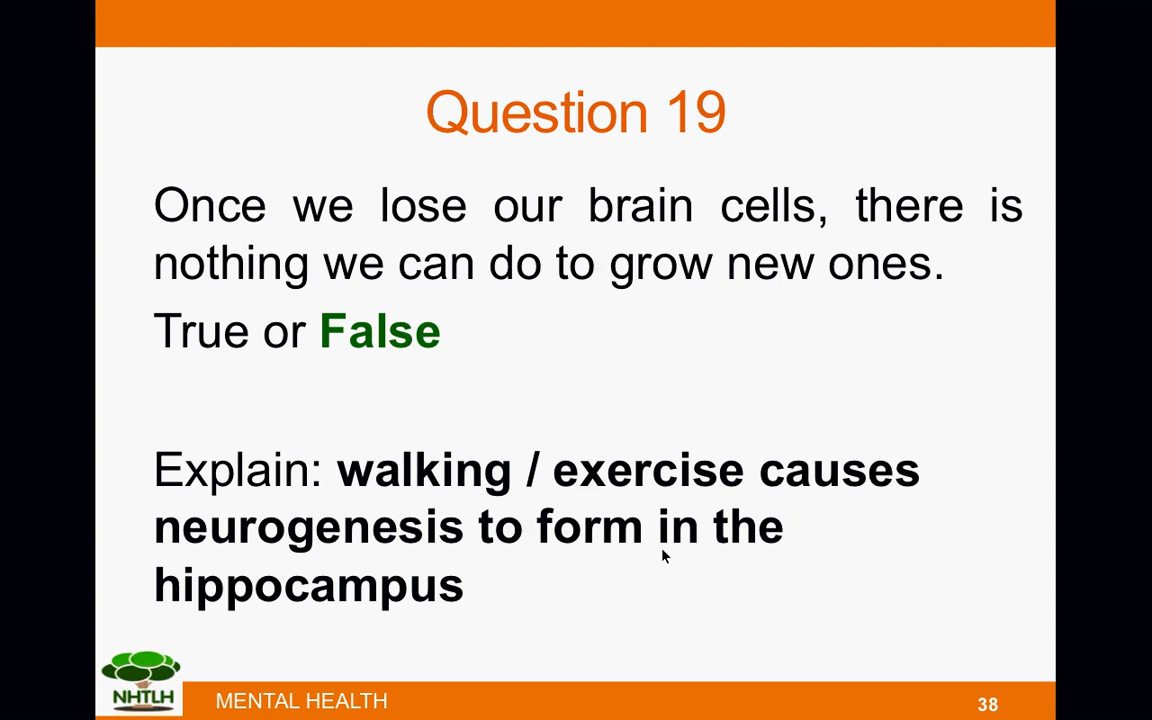 Question 19
Once we lose our brain cells, there is
nothing we can do to grow new ones.
True or False
Explain: walking / exercise causes
neurogenesis to form in the
hippocampus
NHTLH
MENTAL HEALTH
38